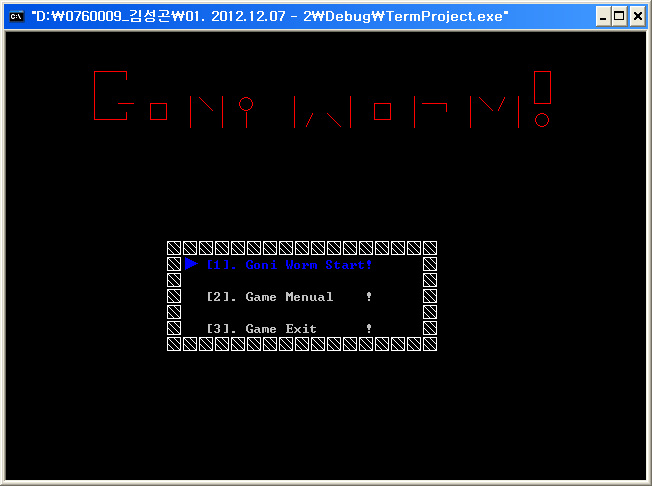 "D:₩0760009_김성곤₩01. 2012.12.07 - 2₩Debug₩TermProject.exe"
GoNi WorM!
[1]. Goni Worm Start!
[2]. Game Menual !
[3]. Game Exit !